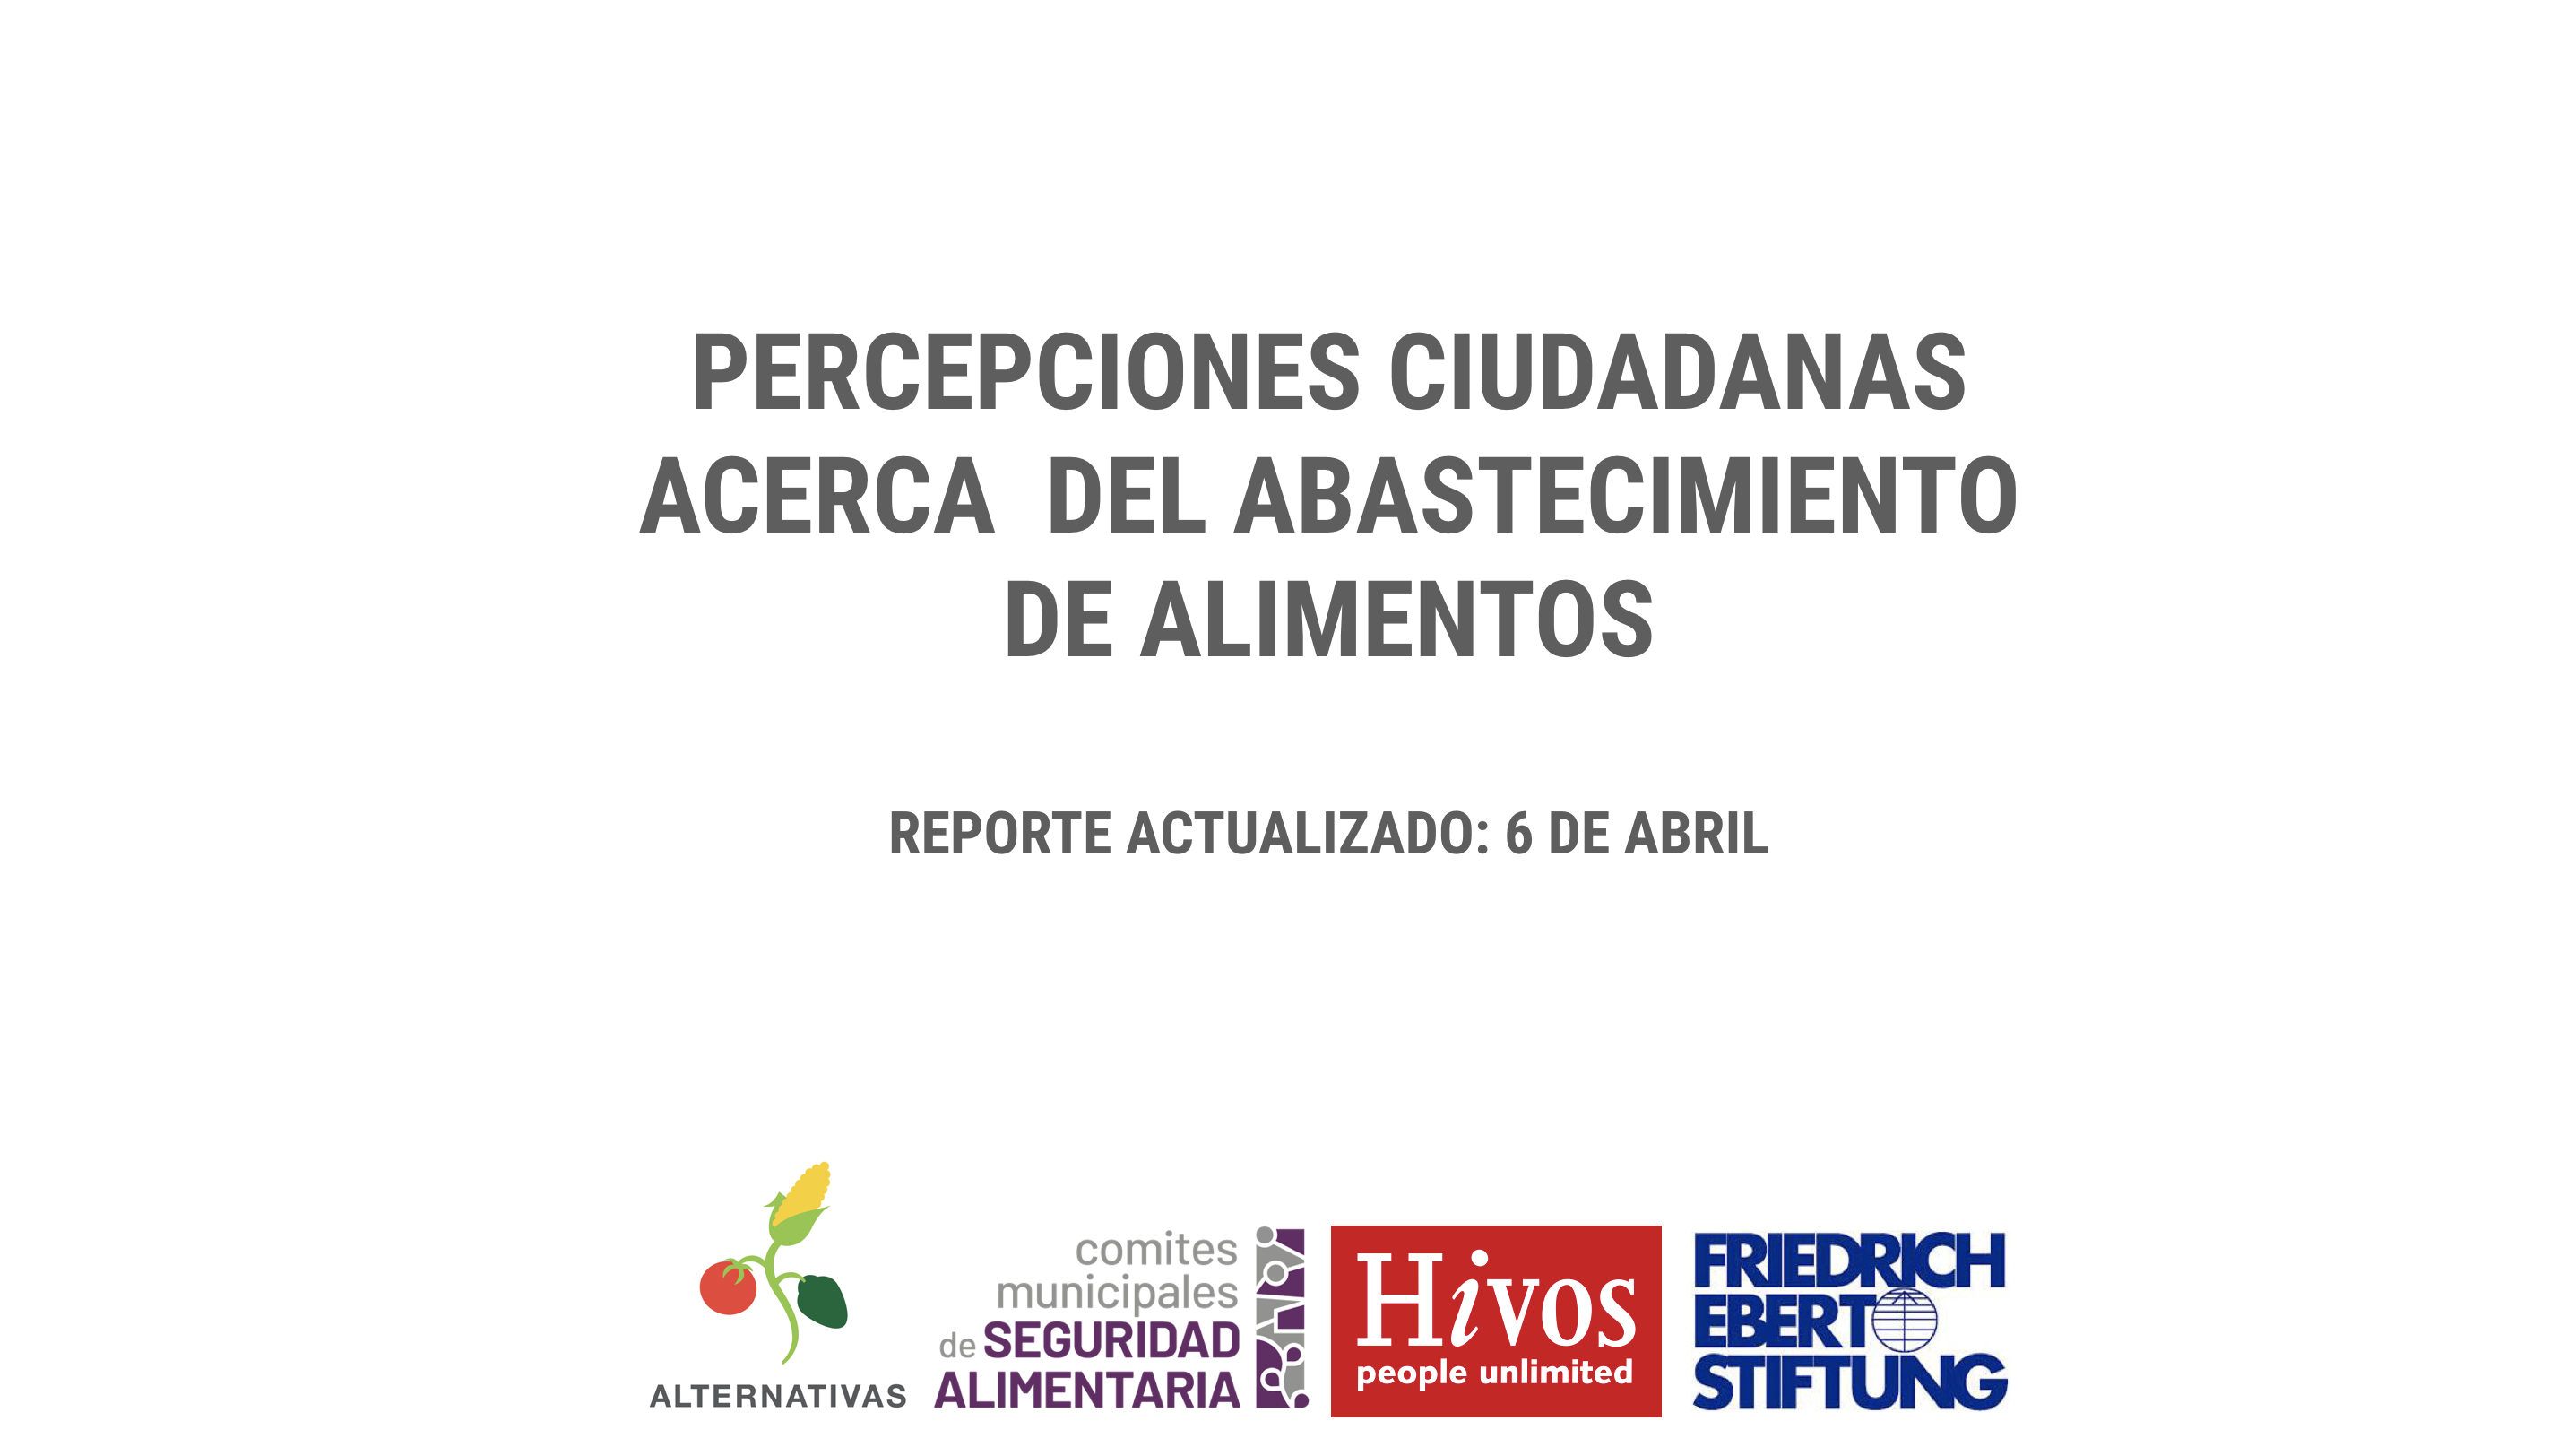 PERCEPCIONES CIUDADANAS
ACERCA  DEL ABASTECIMIENTO
DE ALIMENTOS
REPORTE ACTUALIZADO: 6 DE ABRIL
ALTERNATIVAS
comites
municipales
de SEGURIDAD
ALIMENTARIA
Hivos
people unlimited
FRIEDRICH
EBERT
STIFTUNG